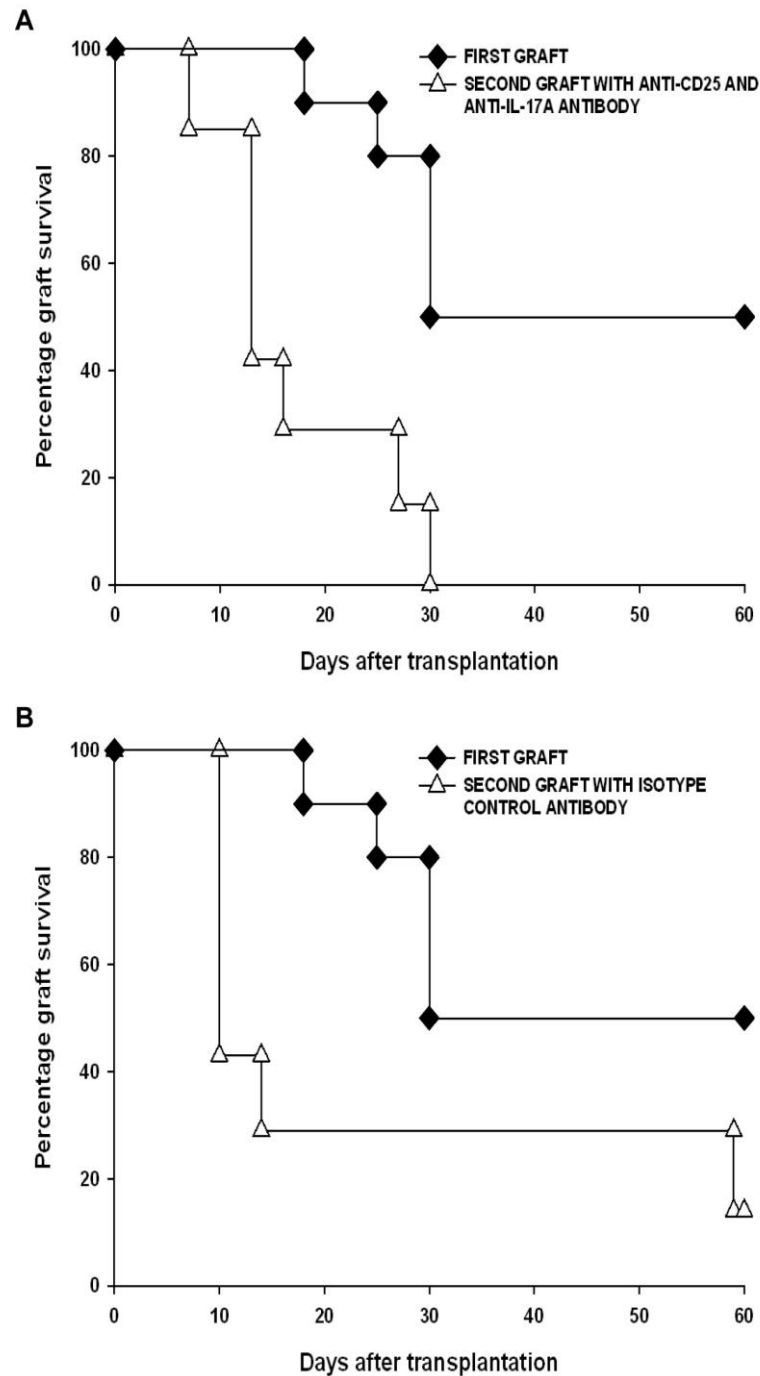 A
100
80
60
40
20
0
Percentage graft survival
FIRST GRAFT
SECOND GRAFT WITH ANTI-CD25 AND
ANTI-IL-17A ANTIBODY
0 10 20 30 40 50 60
Days after transplantation
B
100
80
60
40
20
0
Percentage graft survival
FIRST GRAFT
SECOND GRAFT WITH ISOTYPE
CONTROL ANTIBODY
0 10 20 30 40 50 60
Days after transplantation